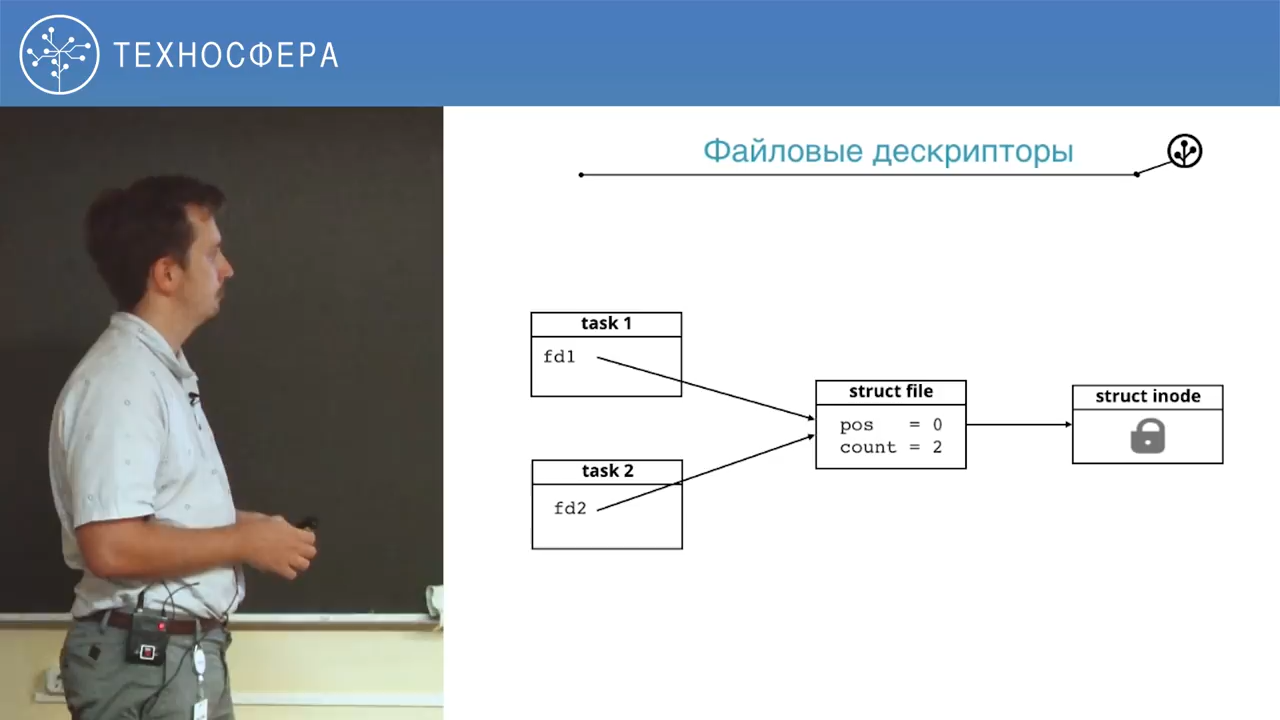 ТЕХНОСФЕРА
Файловые дескрипторы
task 1
fd1
task 2
fd2
struct file
pos = 0
count = 2
struct inode